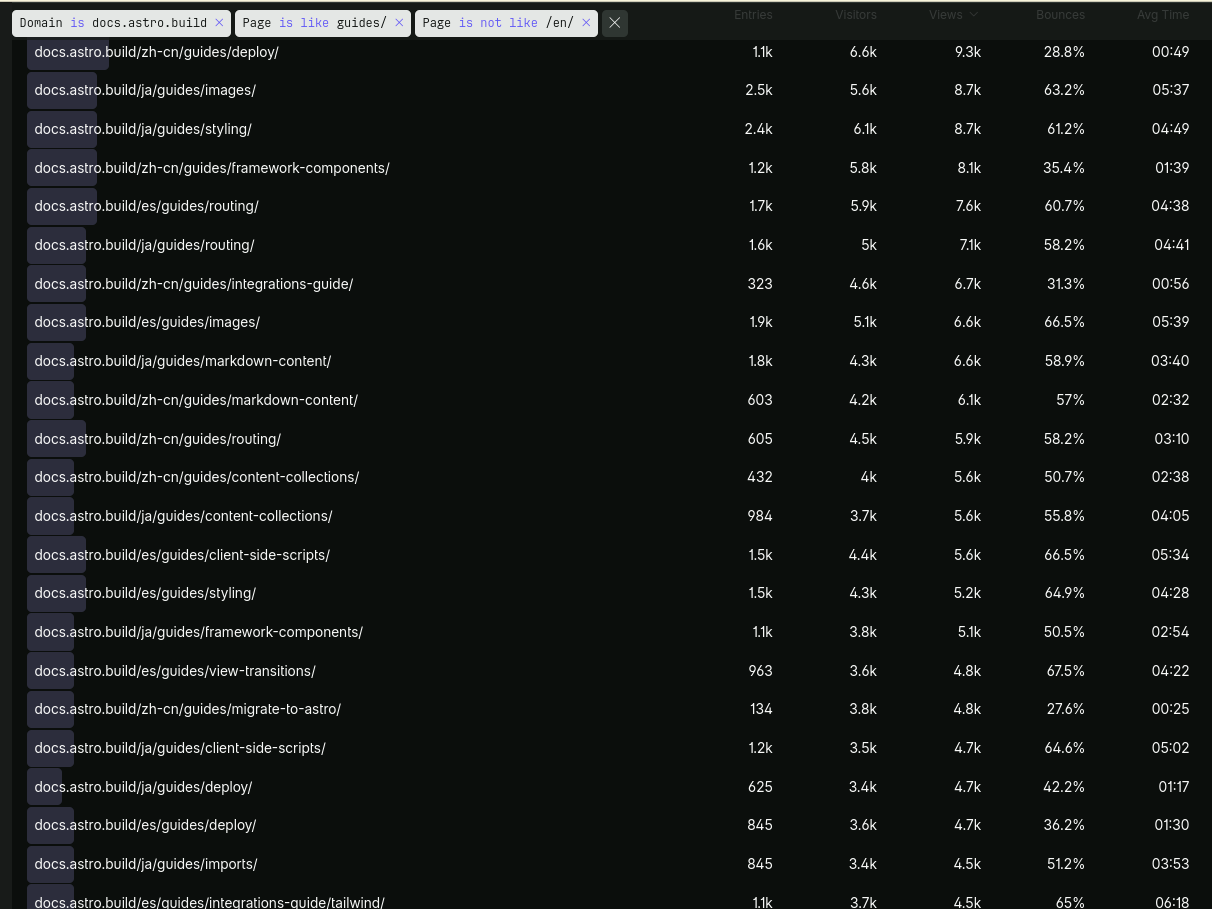 Domain is docs.astro.build × Page is like guides/ × Page is not like /en/ × × Entries Visitors Views Bounces Avg Time
docs.astro.build/zh-cn/guides/deploy/ 1.1k 6.6k 9.3k 28.8% 00:49
docs.astro.build/ja/guides/images/ 2.5k 5.6k 8.7k 63.2% 05:37
docs.astro.build/ja/guides/styling/ 2.4k 6.1k 8.7k 61.2% 04:49
docs.astro.build/zh-cn/guides/framework-components/ 1.2k 5.8k 8.1k 35.4% 01:39
docs.astro.build/es/guides/routing/ 1.7k 5.9k 7.6k 60.7% 04:38
docs.astro.build/ja/guides/routing/ 1.6k 5k 7.1k 58.2% 04:41
docs.astro.build/zh-cn/guides/integrations-guide/ 323 4.6k 6.7k 31.3% 00:56
docs.astro.build/es/guides/images/ 1.9k 5.1k 6.6k 66.5% 05:39
docs.astro.build/ja/guides/markdown-content/ 1.8k 4.3k 6.6k 58.9% 03:40
docs.astro.build/zh-cn/guides/markdown-content/ 603 4.2k 6.1k 57% 02:32
docs.astro.build/zh-cn/guides/routing/ 605 4.5k 5.9k 58.2% 03:10
docs.astro.build/zh-cn/guides/content-collections/ 432 4k 5.6k 50.7% 02:38
docs.astro.build/ja/guides/content-collections/ 984 3.7k 5.6k 55.8% 04:05
docs.astro.build/es/guides/client-side-scripts/ 1.5k 4.4k 5.6k 66.5% 05:34
docs.astro.build/es/guides/styling/ 1.5k 4.3k 5.2k 64.9% 04:28
docs.astro.build/ja/guides/framework-components/ 1.1k 3.8k 5.1k 50.5% 02:54
docs.astro.build/es/guides/view-transitions/ 963 3.6k 4.8k 67.5% 04:22
docs.astro.build/zh-cn/guides/migrate-to-astro/ 134 3.8k 4.8k 27.6% 00:25
docs.astro.build/ja/guides/client-side-scripts/ 1.2k 3.5k 4.7k 64.6% 05:02
docs.astro.build/ja/guides/deploy/ 625 3.4k 4.7k 42.2% 01:17
docs.astro.build/es/guides/deploy/ 845 3.6k 4.7k 36.2% 01:30
docs.astro.build/ja/guides/imports/ 845 3.4k 4.5k 51.2% 03:53
docs.astro.build/es/guides/integrations-guide/tailwind/ 1.1k 3.7k 4.5k 65% 06:18